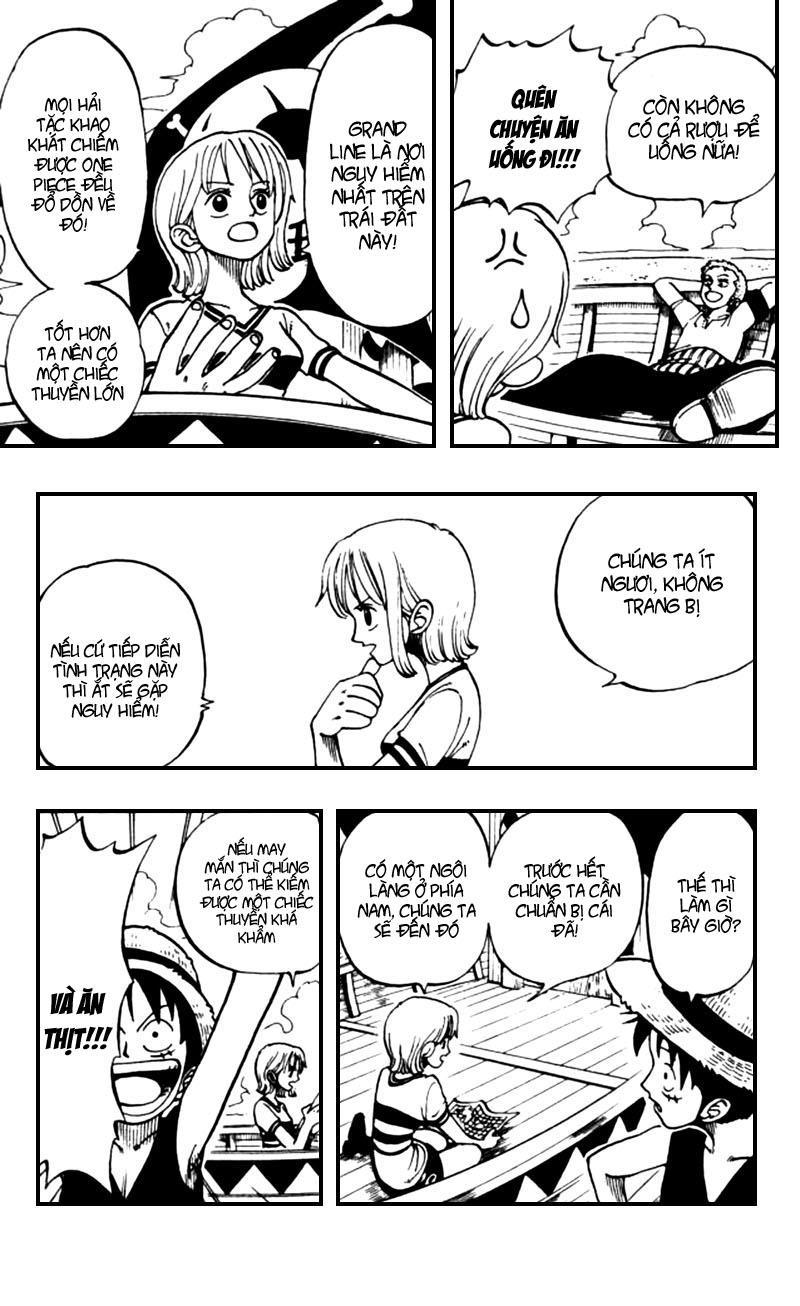 CÒN KHÔNG
CÓ CẢ RƯỢU ĐỂ
UỐNG NỮA!
QUÊN
CHUYỆN ĂN
UỐNG ĐI!!!
GRAND
LINE LÀ NƠI
NGUY HIỂM
NHẤT TRÊN
TRÁI ĐẤT
NÀY!
MỌI HẢI
TẶC KHAO
KHÁT CHIẾM
ĐƯỢC ONE
PIECE ĐỀU
ĐỔ DỒN VỀ
ĐÓ!
TỐT HƠN
TA NÊN CÓ
MỘT CHIẾC
THUYỀN LỚN
CHÚNG TA ÍT
NGƯƠI, KHÔNG
TRANG BỊ
NẾU CỨ TIẾP DIỄN
TÌNH TRẠNG NÀY
THÌ ẮT SẼ GẶP
NGUY HIỂM!
THẾ THÌ
LÀM GÌ
BÂY GIỜ?
TRƯỚC HẾT
CHÚNG TA CẦN
CHUẨN BỊ CÁI
ĐÃ!
CÓ MỘT NGÔI
LÀNG Ở PHÍA
NAM, CHÚNG TA
SẼ ĐẾN ĐÓ
NẾU MAY
MẮN THÌ CHÚNG
TA CÓ THỂ KIẾM
ĐƯỢC MỘT CHIẾC
THUYỀN KHÁ
KHẨM
VÀ ĂN
THỊT!!!